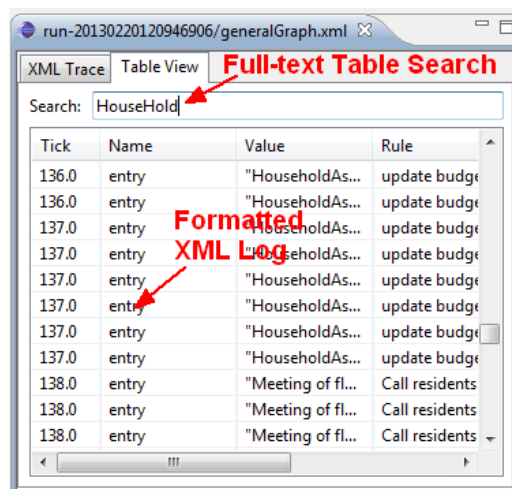 run-20130220120946906/generalGraph.xml
XML Trace Table View Full-text Table Search
Search: HouseHold
Tick Name Value Rule
136.0 entry "HouseholdAs... update budge
136.0 entry "HouseholdAs... update budge
137.0 entry "HouseholdAs... update budge
137.0 entry "HouseholdAs... update budge
137.0 entry "HouseholdAs... update budge
137.0 entry "HouseholdAs... update budge
137.0 entry "HouseholdAs... update budge
137.0 entry "HouseholdAs... update budge
138.0 entry "Meeting of fl... Call residents
138.0 entry "Meeting of fl... Call residents
138.0 entry "Meeting of fl... Call residents
Formatted
XML Log